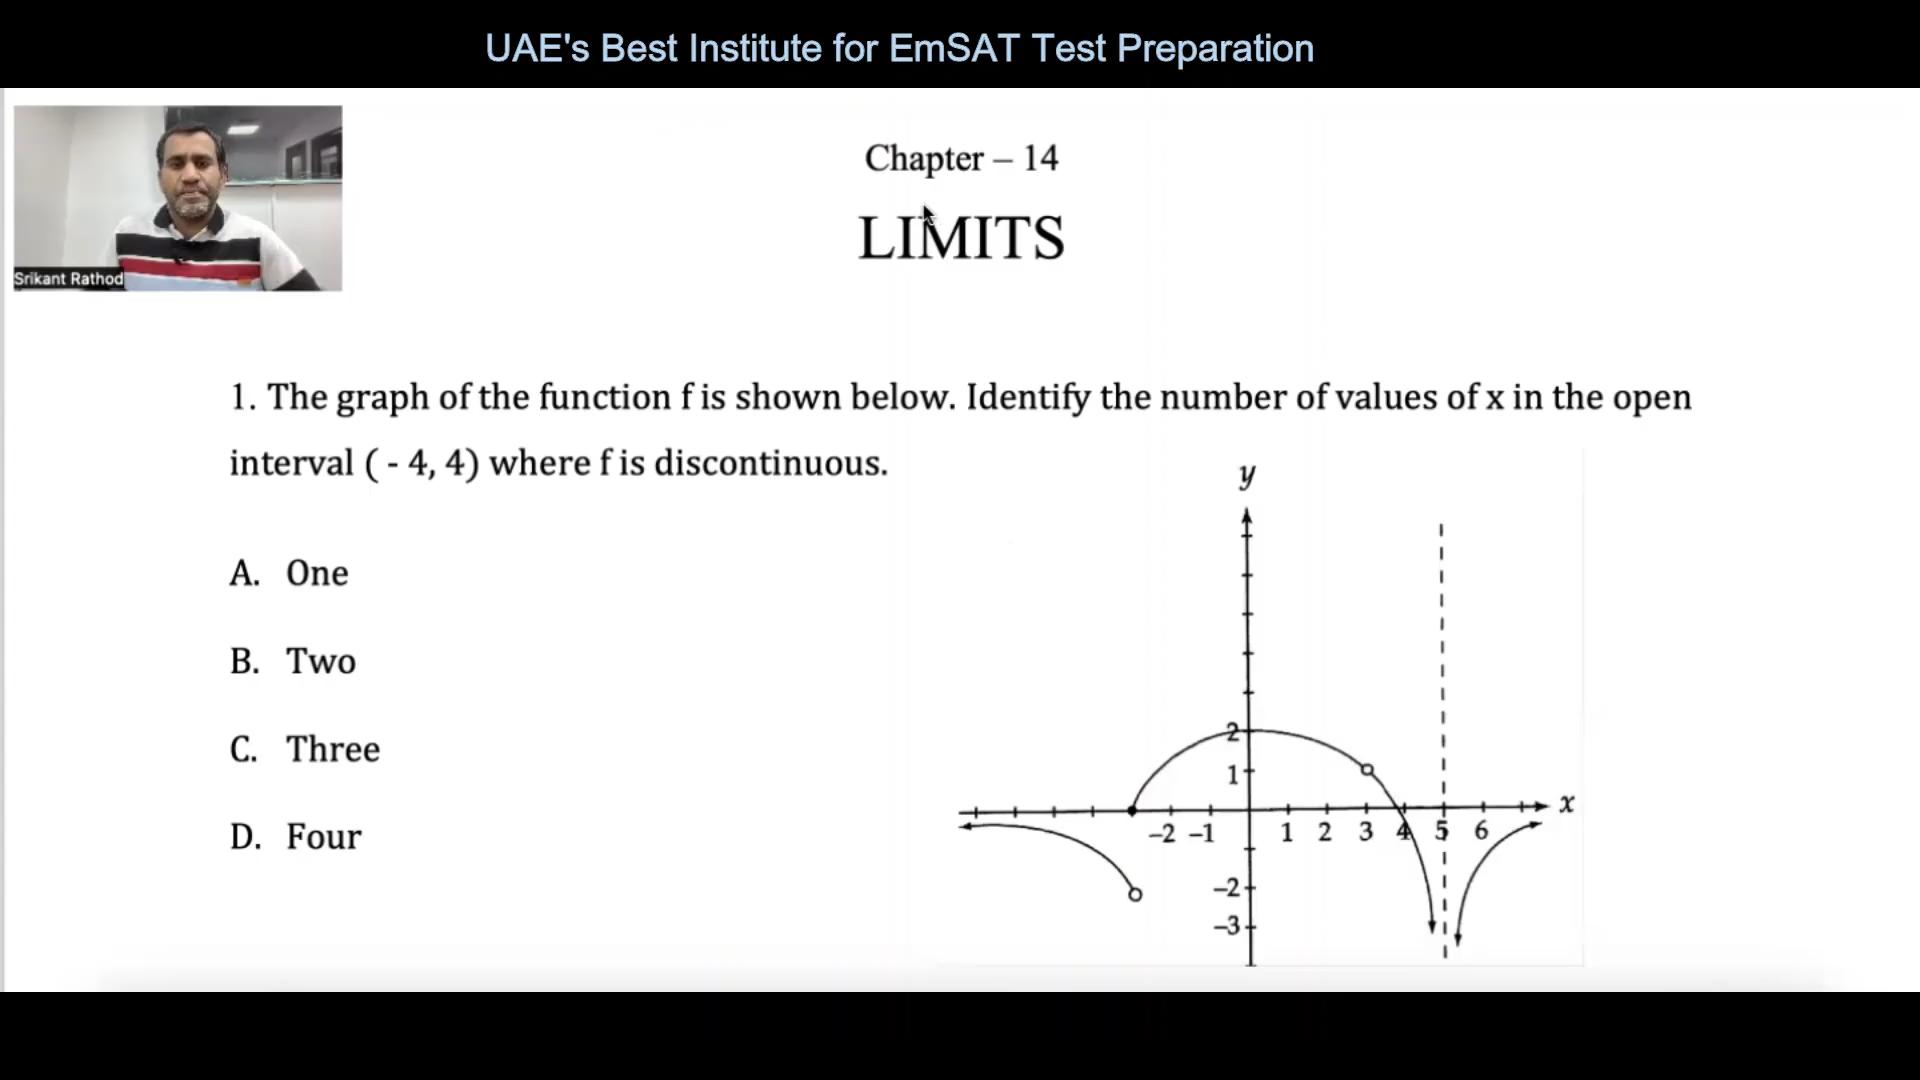 UAE's Best Institute for EmSAT Test Preparation
Srikant Rathod
Chapter – 14
LIMITS
1. The graph of the function f is shown below. Identify the number of values of x in the open
interval ( - 4, 4) where f is discontinuous.
A. One
B. Two
C. Three
D. Four
y
2
1
x
-2 -1 1 2 3 4 5 6
-2
-3